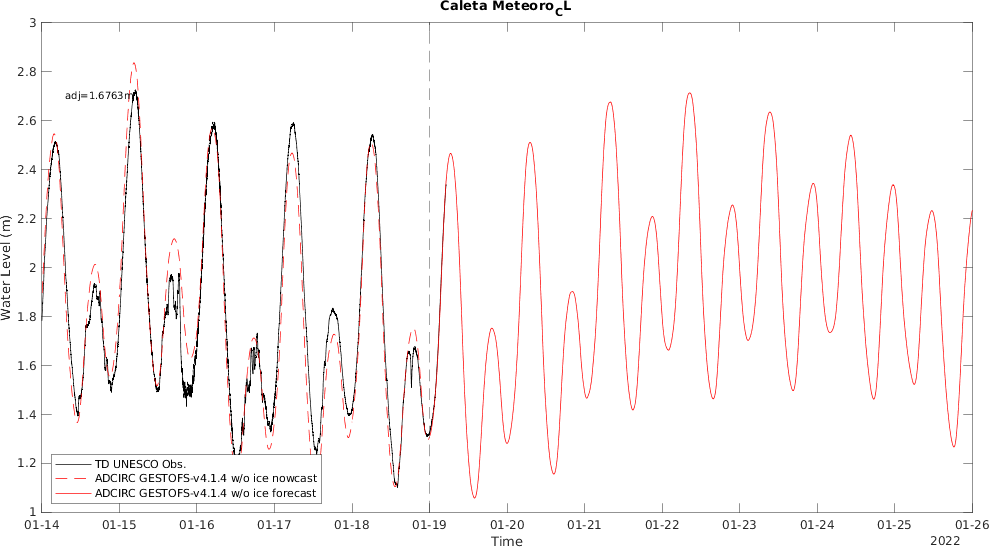 Caleta Meteoro_CL
3
2.8
adj=1.6763m
2.6
2.4
2.2
Water Level (m)
2
1.8
1.6
1.4
1.2
TD UNESCO Obs.
ADCIRC GESTOFS-v4.1.4 w/o ice nowcast
ADCIRC GESTOFS-v4.1.4 w/o ice forecast
1
01-14 01-15 01-16 01-17 01-18 01-19 01-20 01-21 01-22 01-23 01-24 01-25 01-26
Time
2022